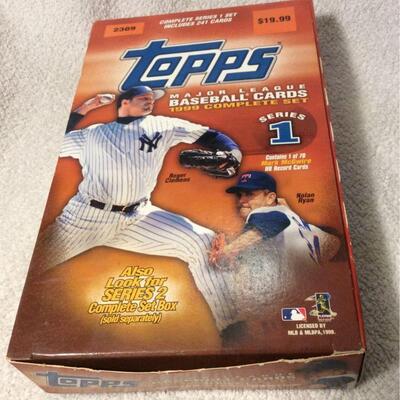 2389
COMPLETE SERIES 1 SET
INCLUDES 241 CARDS
$19.99
TOPPS
MAJOR LEAGUE
BASEBALL CARDS
1999 COMPLETE SET
SERIES
1
Contains 1 of 70
Mark McGwire
HR Record Cards
NY
Roger
Clemens
Nolan
Ryan
Also
Look for
SERIES 2
Complete Set Box
(sold separately)
LICENSED BY
MLB & MLBPA, 1998.
TOPPS